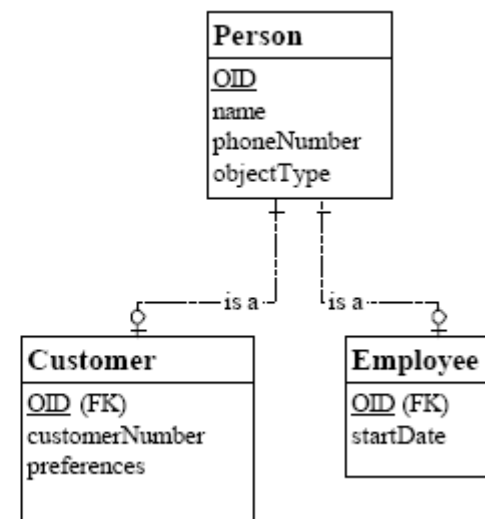 Person
OID
name
phoneNumber
objectType
is a
is a
Customer
OID (FK)
customerNumber
preferences
Employee
OID (FK)
startDate